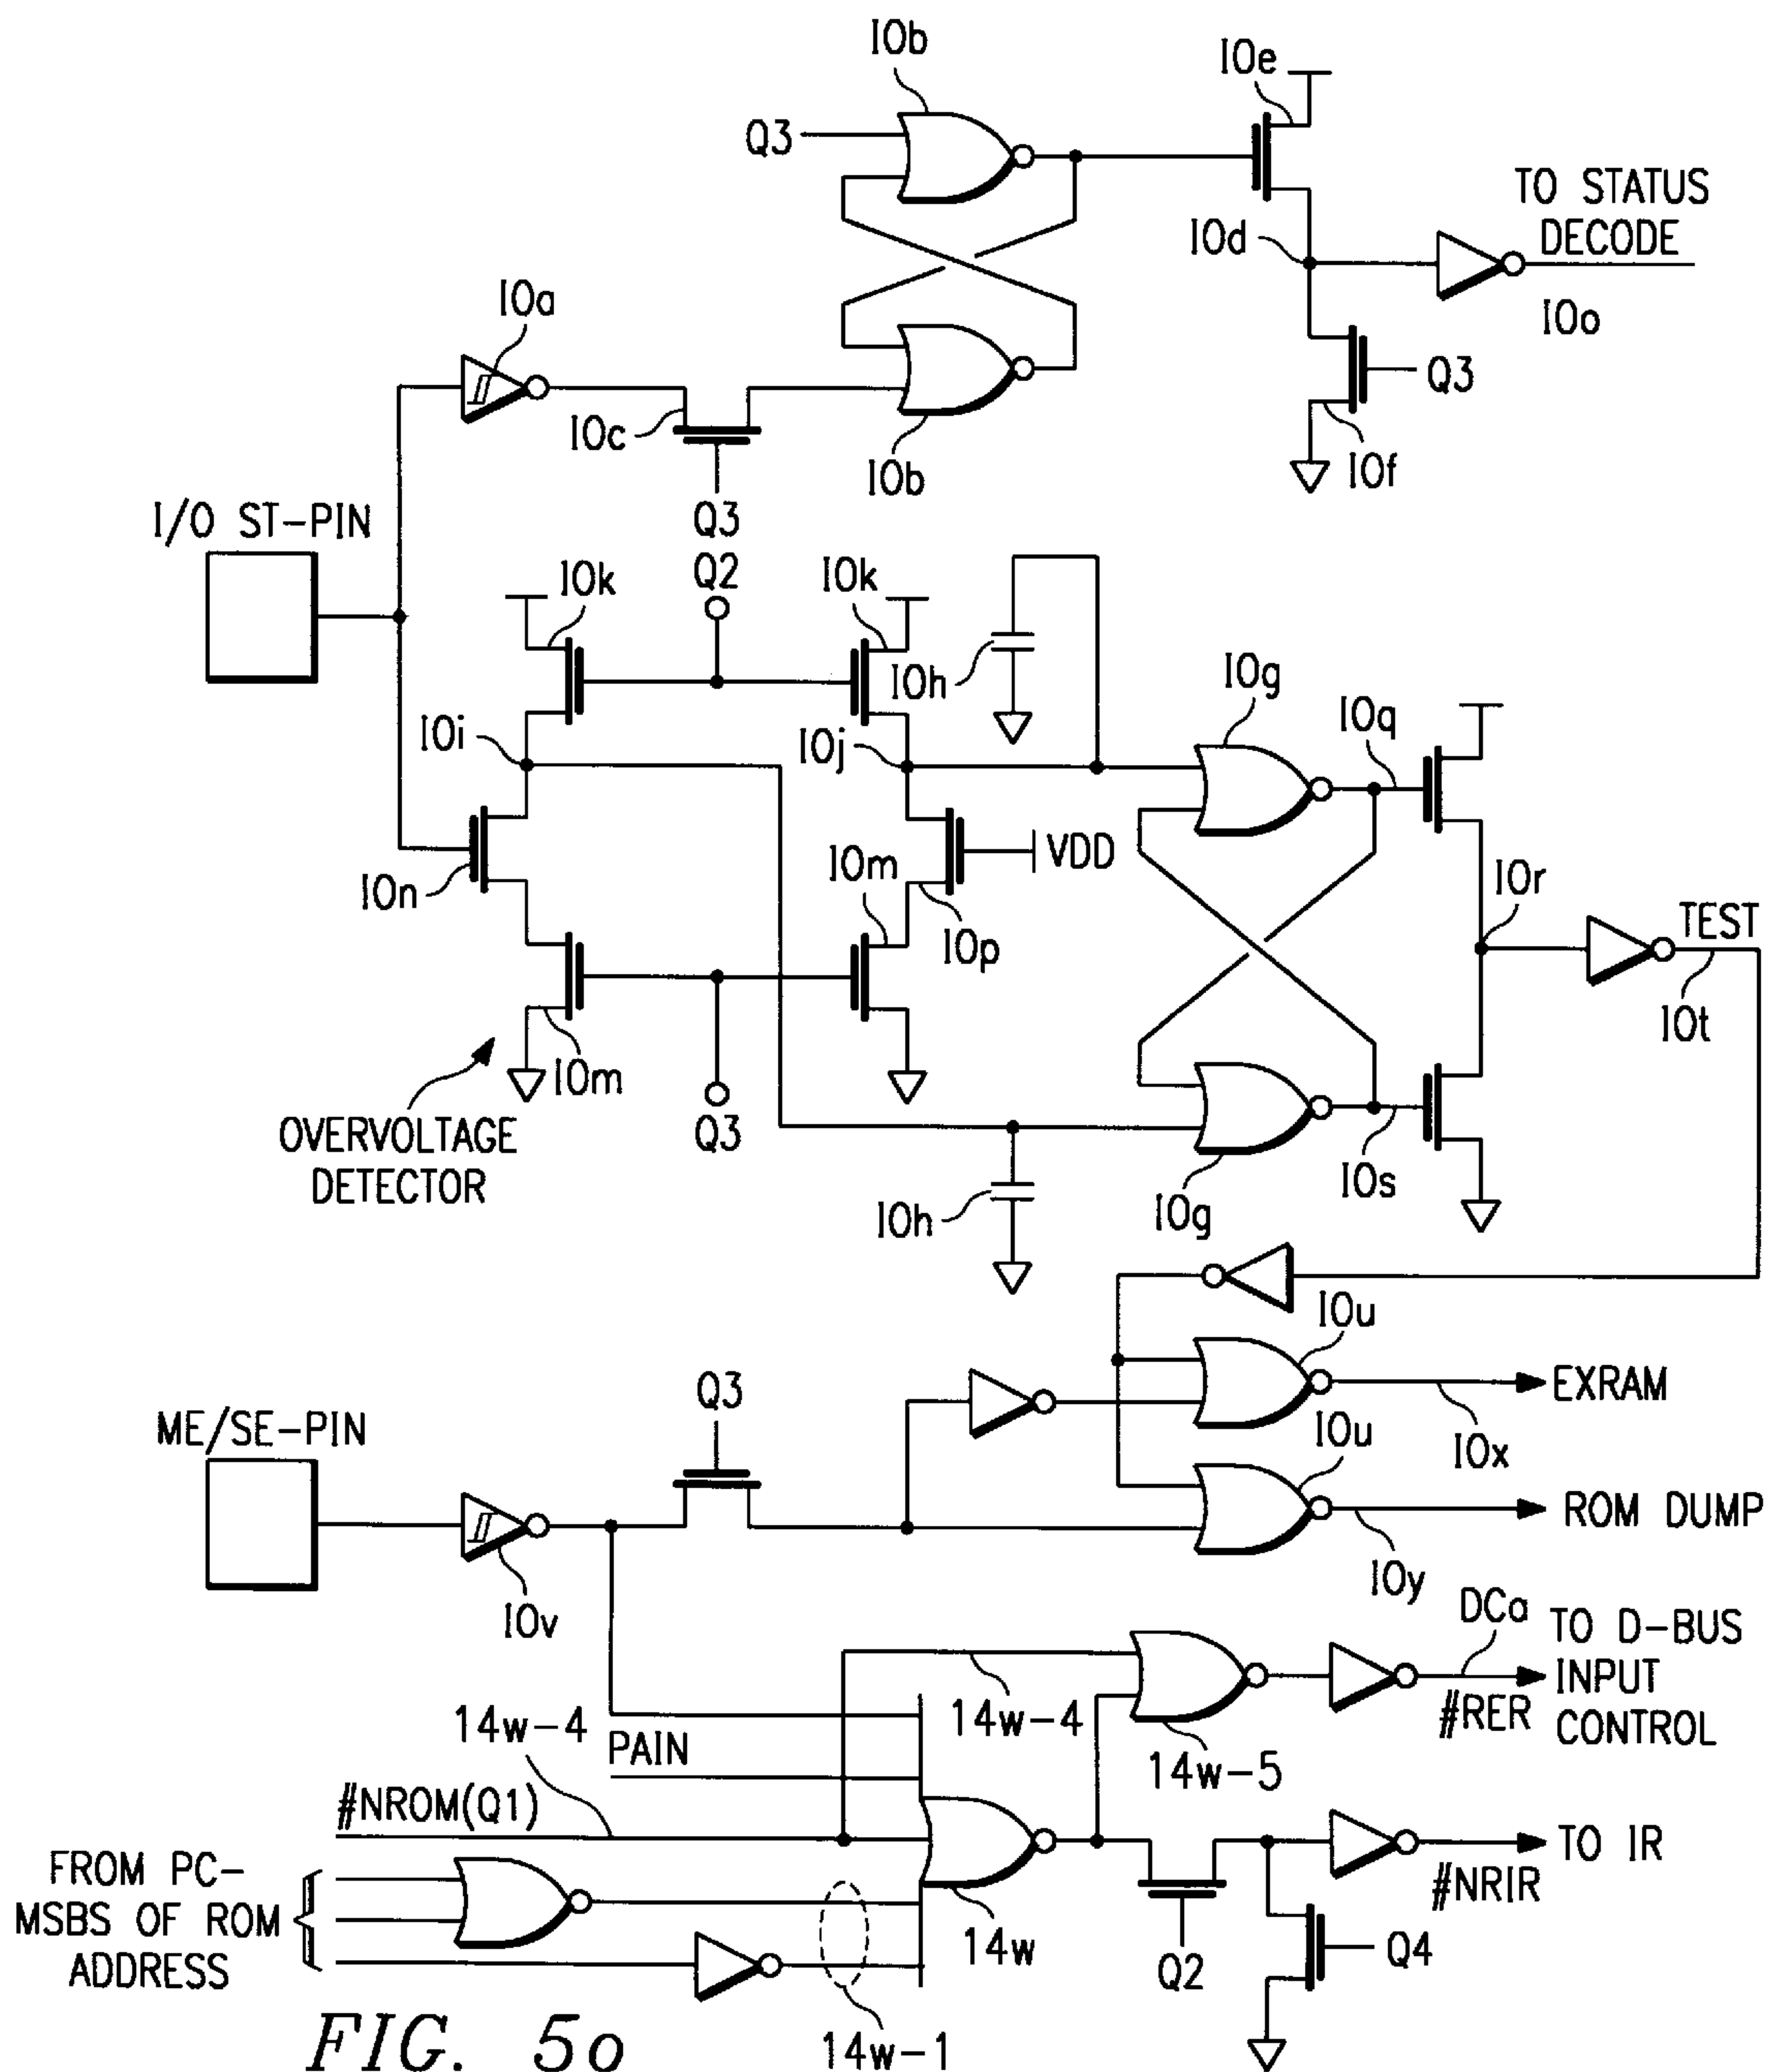 10b
10e
Q3
TO STATUS
DECODE
10d
10a
10o
Q3
10c
10b
10f
Q3
I/O ST-PIN
Q2
10k
10k
10h
10g
10q
10i
10j
VDD
10m
10r
10n
10p
TEST
10t
10m
Q3
OVERVOLTAGE
DETECTOR
10s
10h
10g
10u
Q3
EXRAM
ME/SE-PIN
10u
10x
ROM DUMP
10v
10y
DCa
TO D-BUS
INPUT
CONTROL
#RER
14w-4
14w-4
PAIN
14w-5
#NROM(Q1)
FROM PC-
MSBS OF ROM
ADDRESS
TO IR
#NRIR
14w
Q2
Q4
14w-1
FIG. 5o